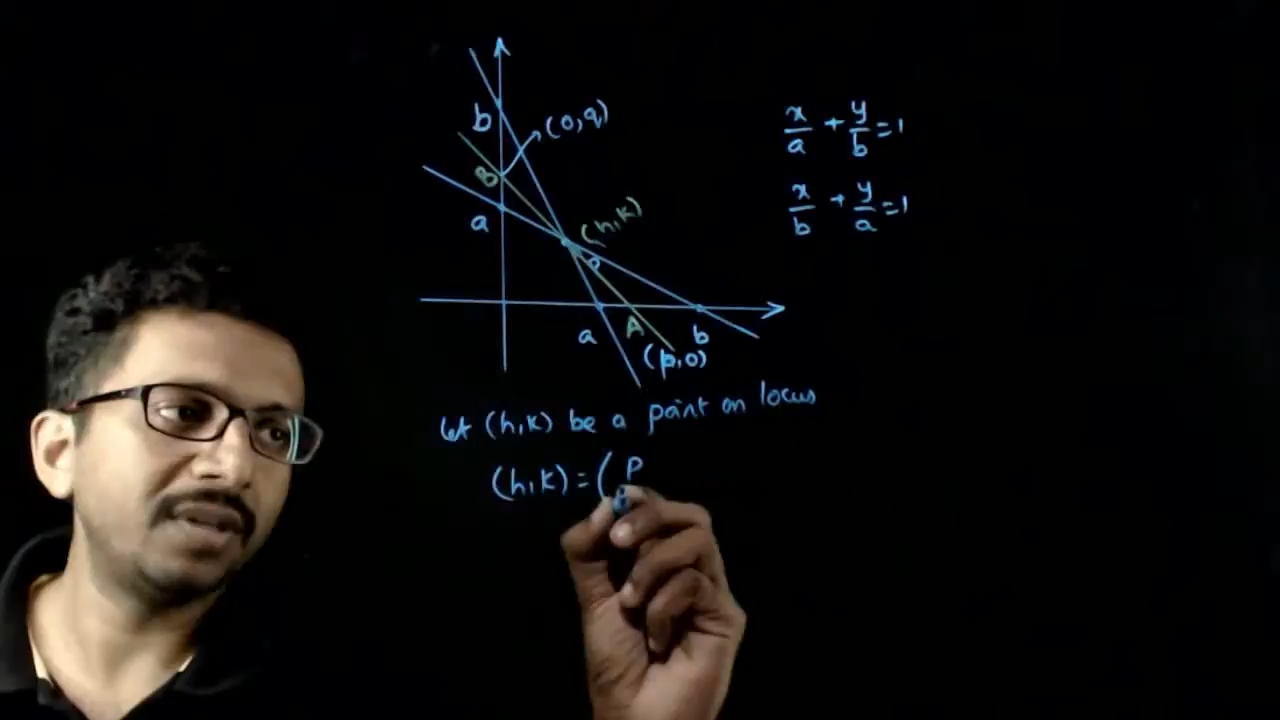 b
(0,q)
B
a
(h,k)
a
A
b
(p,0)
x/a + y/b = 1
x/b + y/a = 1
let (h,k) be a point on locus
(h,k) = ( P